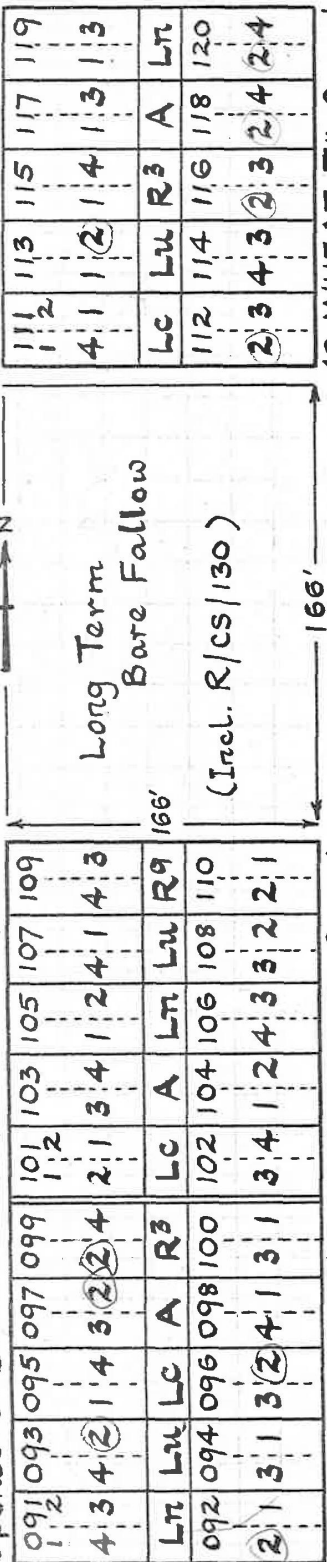 091 093 095 097 099 101 103 105 107 109
1 2 1 2
4 3 4 2 1 4 3 2 2 4 2 1 3 4 1 2 4 1 4 3
Ln Lu Lc A R³ Lc A Ln Lu R⁹
092 094 096 098 100 102 104 106 108 110
2 1 3 1 3 2 4 1 3 1 3 4 1 2 4 3 3 2 2 1
N
Long Term
Bare Fallow
(Incl. R/CS/130)
166'
166'
111 113 115 117 119
1 2
4 1 1 2 1 4 1 3 1 3
Lc Lu R³ A Ln
112 114 116 118 120
2 3 4 3 2 3 2 4 2 4